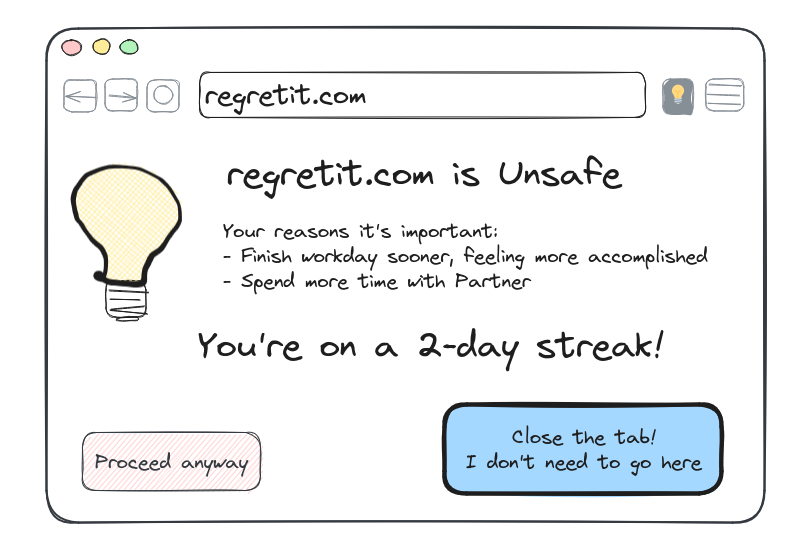 regretit.com
regretit.com is Unsafe
Your reasons it's important:
- Finish workday sooner, feeling more accomplished
- Spend more time with Partner
You're on a 2-day streak!
Proceed anyway
Close the tab!
I don't need to go here